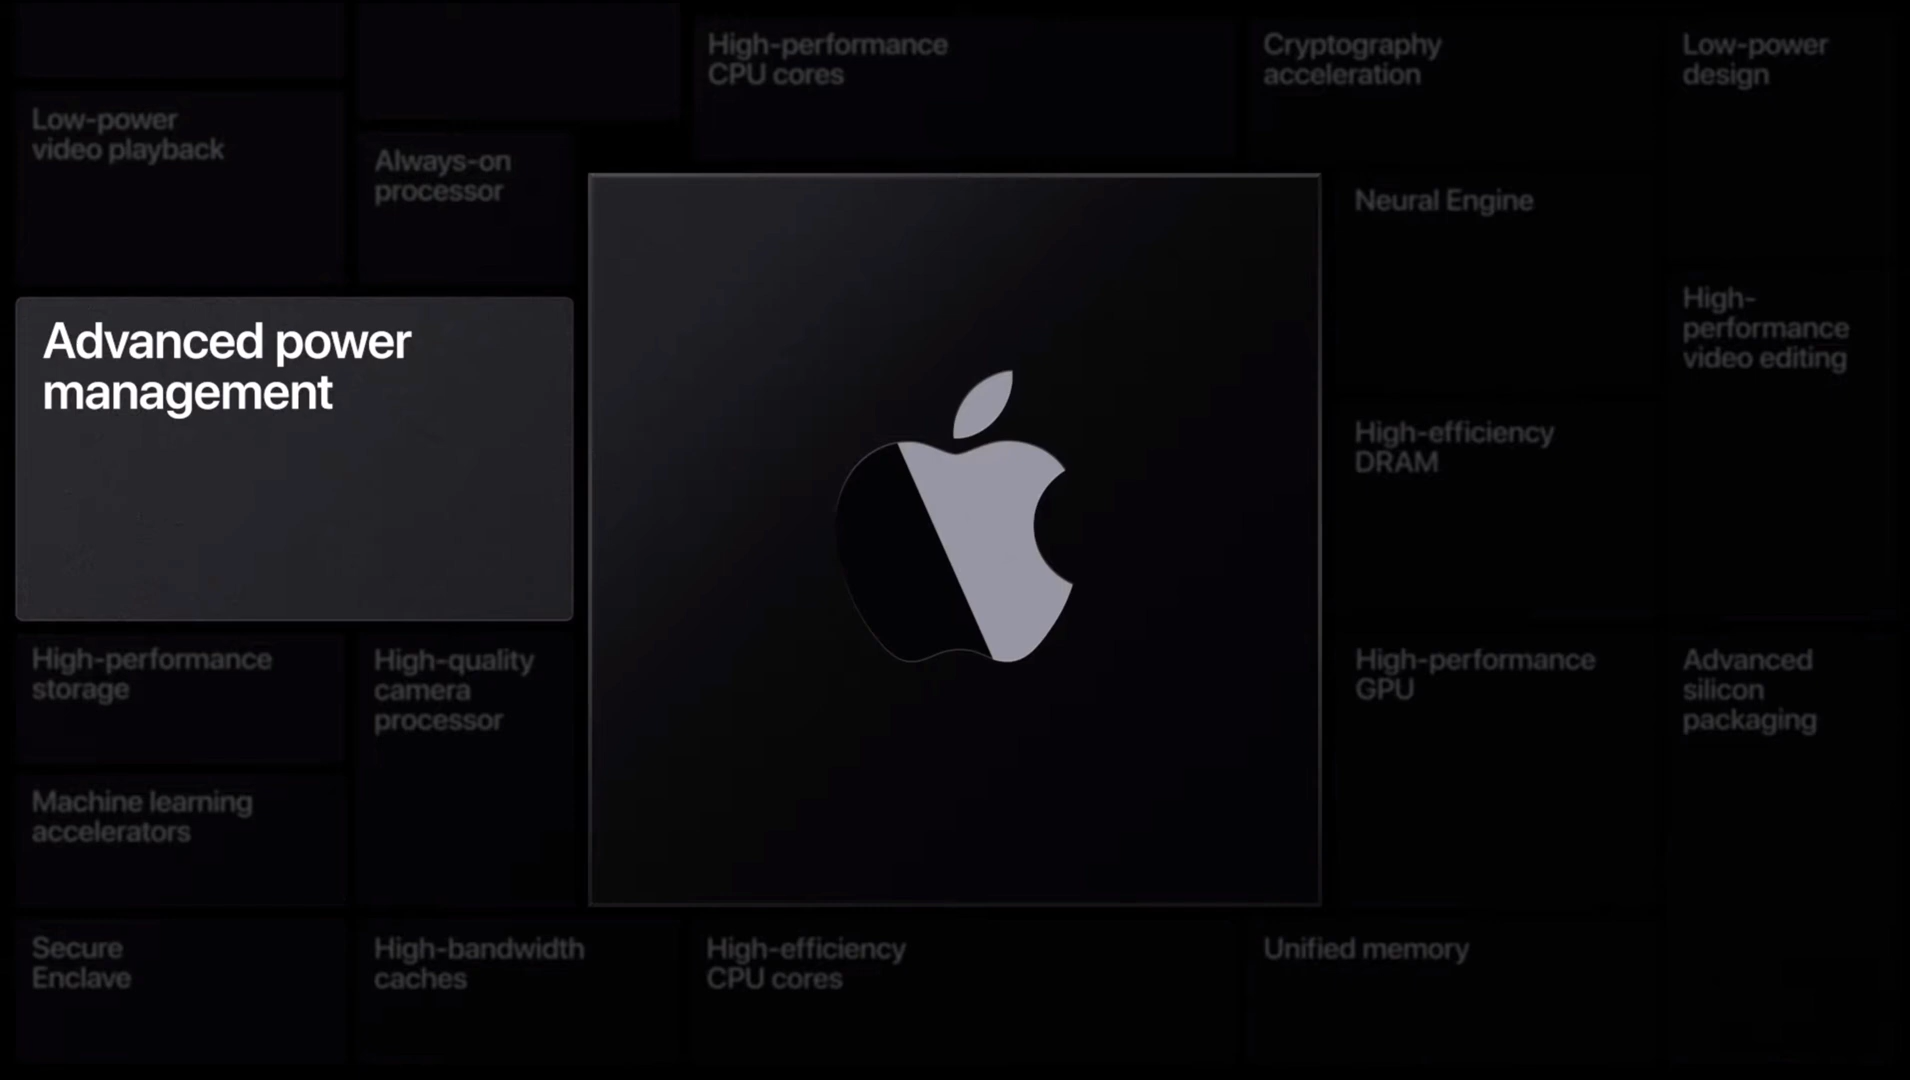 High-performance
CPU cores
Cryptography
acceleration
Low-power
design
Low-power
video playback
Always-on
processor
Neural Engine
Advanced power
management
High-
performance
video editing
High-efficiency
DRAM
High-performance
storage
High-quality
camera
processor
High-performance
GPU
Advanced
silicon
packaging
Machine learning
accelerators
Secure
Enclave
High-bandwidth
caches
High-efficiency
CPU cores
Unified memory